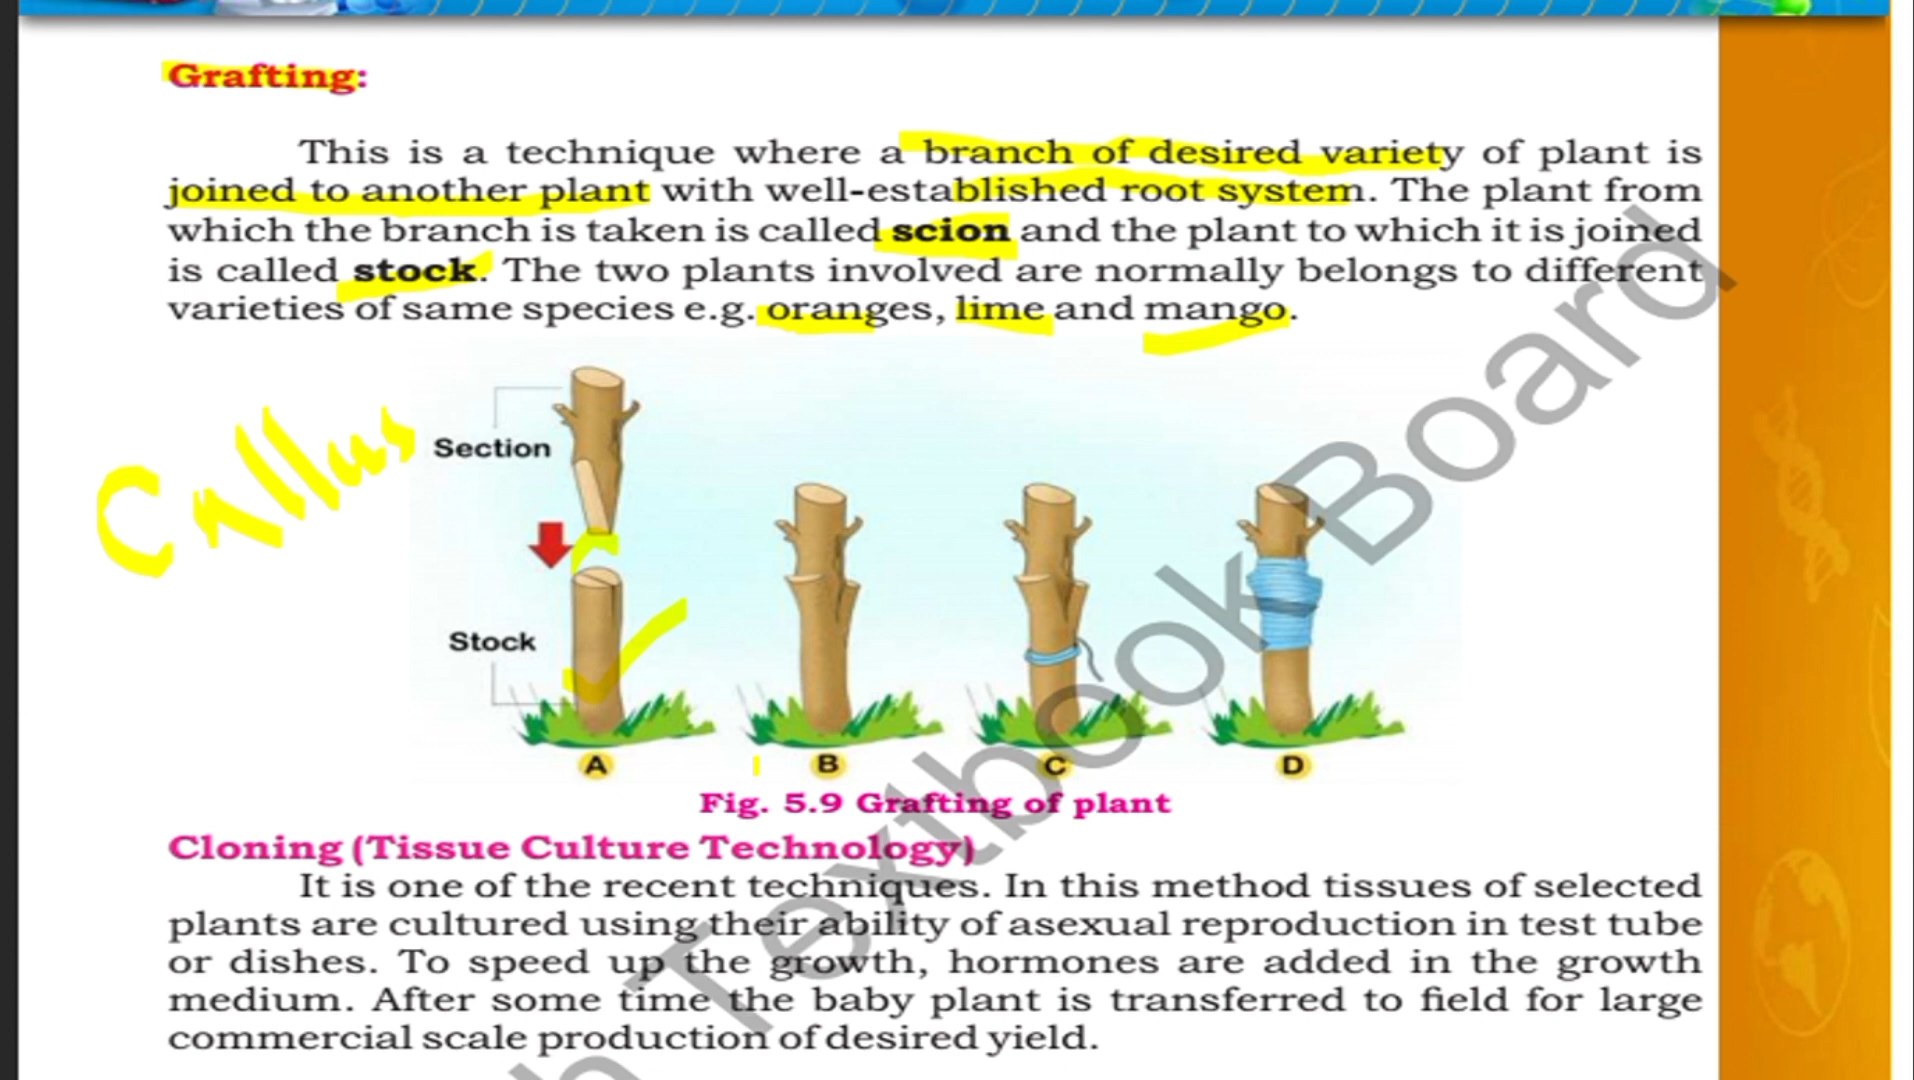 Grafting:
This is a technique where a branch of desired variety of plant is
joined to another plant with well-established root system. The plant from
which the branch is taken is called scion and the plant to which it is joined
is called stock. The two plants involved are normally belongs to different
varieties of same species e.g. oranges, lime and mango.
Callus
Section
Stock
A
B
C
D
Fig. 5.9 Grafting of plant
Cloning (Tissue Culture Technology)
It is one of the recent techniques. In this method tissues of selected
plants are cultured using their ability of asexual reproduction in test tube
or dishes. To speed up the growth, hormones are added in the growth
medium. After some time the baby plant is transferred to field for large
commercial scale production of desired yield.
Textbook Board